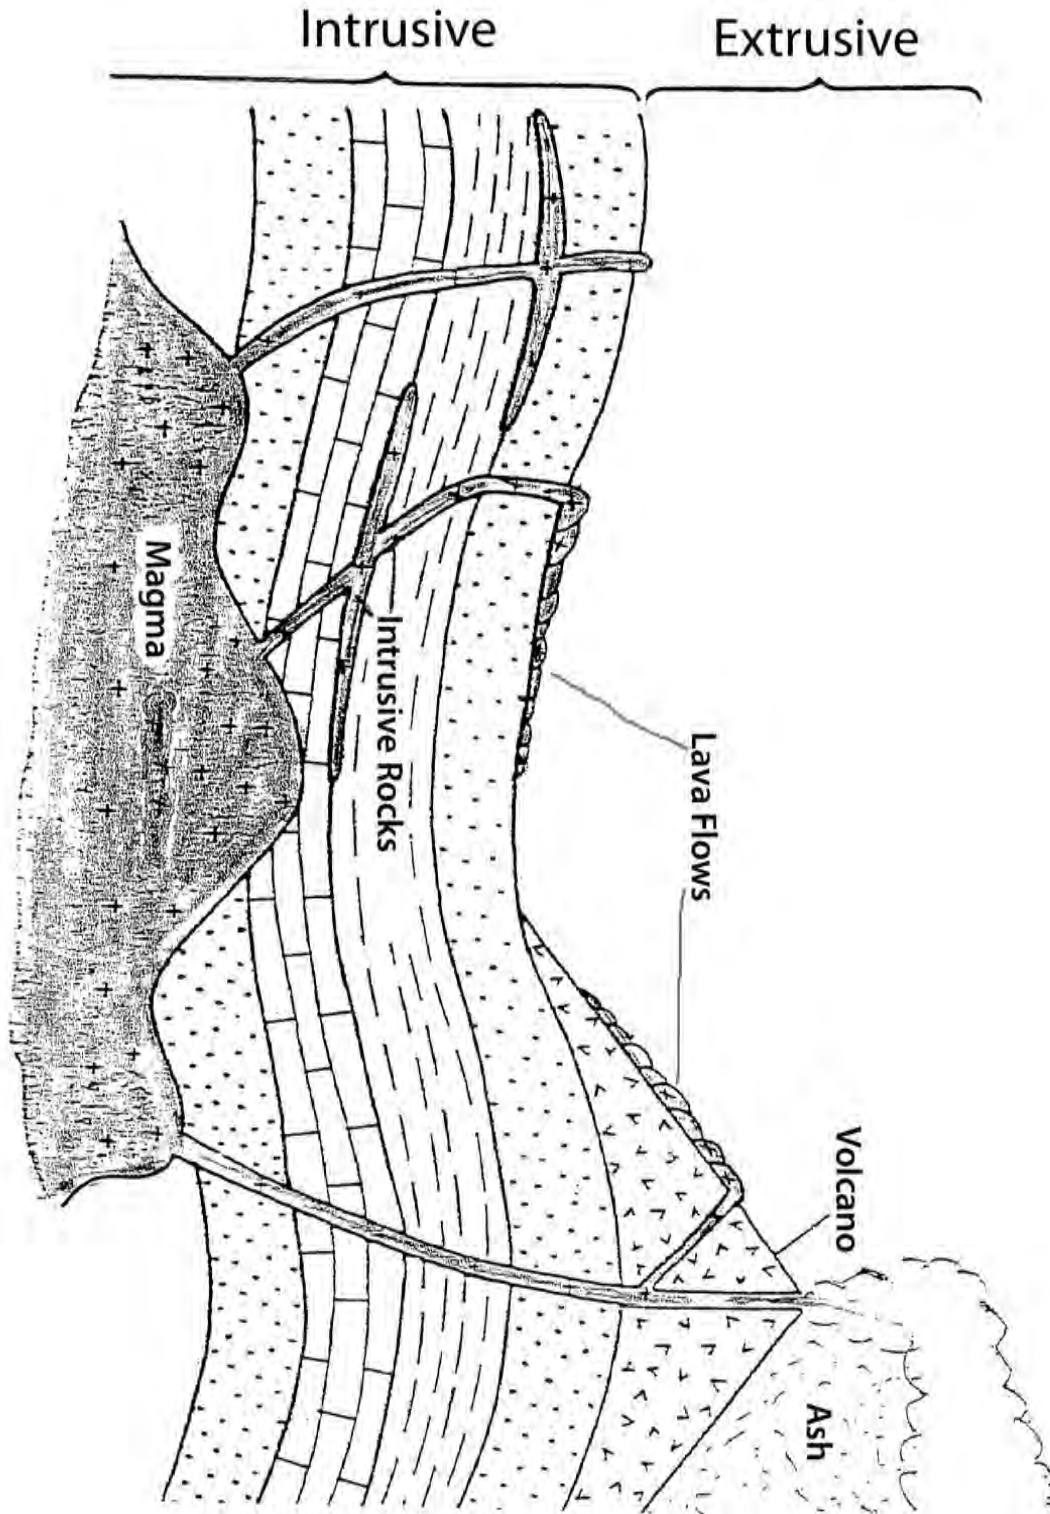 Intrusive
Extrusive
Magma
Intrusive Rocks
Lava Flows
Volcano
Ash